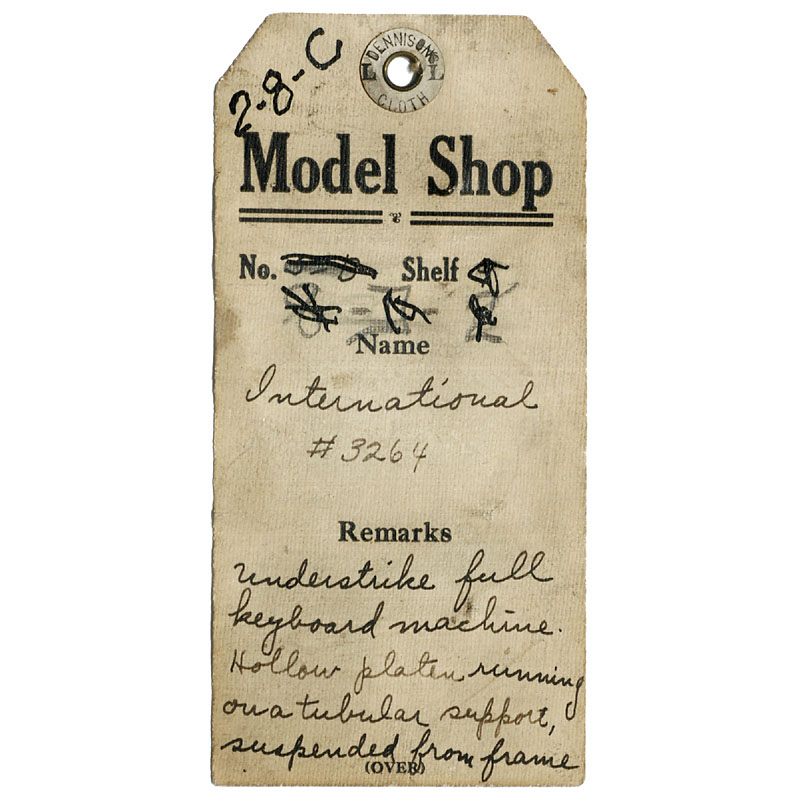 2-8-C
DENNISON'S
L L
CLOTH
Model Shop
No. Shelf
Name
International
#3264
Remarks
understrike full
keyboard machine.
Hollow platen running
on a tubular support,
suspended from frame
(OVER)